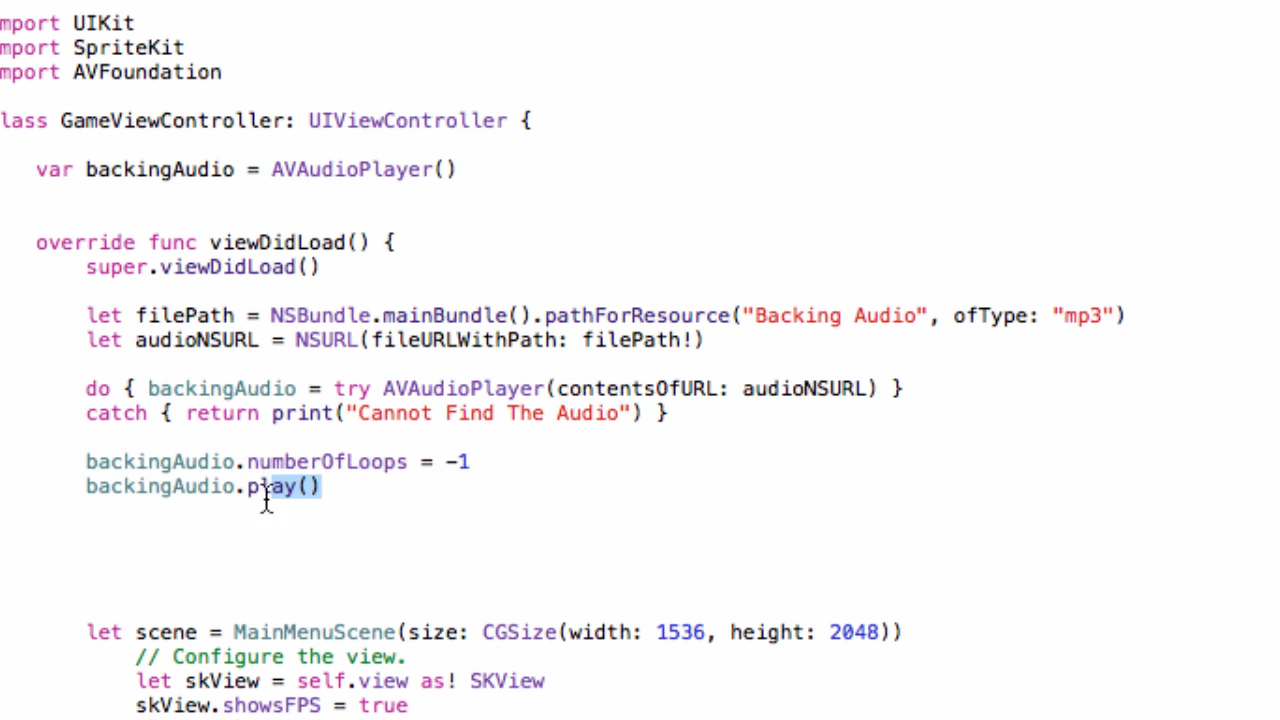 mport UIKit
mport SpriteKit
mport AVFoundation
lass GameViewController: UIViewController {
var backingAudio = AVAudioPlayer()
override func viewDidLoad() {
super.viewDidLoad()
let filePath = NSBundle.mainBundle().pathForResource("Backing Audio", ofType: "mp3")
let audioNSURL = NSURL(fileURLWithPath: filePath!)
do { backingAudio = try AVAudioPlayer(contentsOfURL: audioNSURL) }
catch { return print("Cannot Find The Audio") }
backingAudio.numberOfLoops = -1
backingAudio.play()
let scene = MainMenuScene(size: CGSize(width: 1536, height: 2048))
// Configure the view.
let skView = self.view as! SKView
skView.showsFPS = true